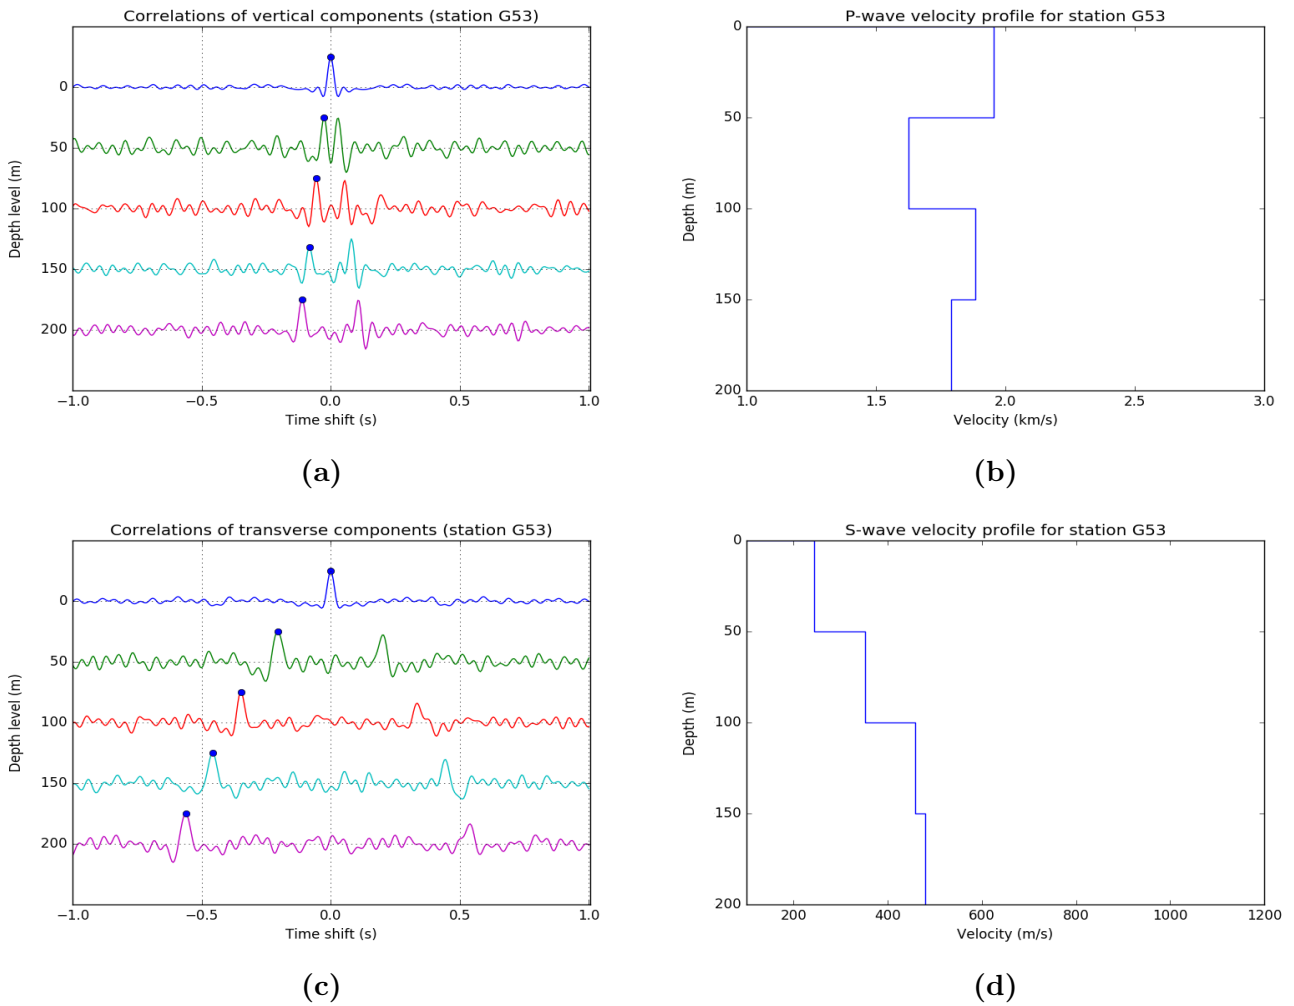 Correlations of vertical components (station G53)
Depth level (m)
0
50
100
150
200
−1.0 −0.5 0.0 0.5 1.0
Time shift (s)
(a)
P-wave velocity profile for station G53
Depth (m)
0
50
100
150
200
1.0 1.5 2.0 2.5 3.0
Velocity (km/s)
(b)
Correlations of transverse components (station G53)
Depth level (m)
0
50
100
150
200
−1.0 −0.5 0.0 0.5 1.0
Time shift (s)
(c)
S-wave velocity profile for station G53
Depth (m)
0
50
100
150
200
200 400 600 800 1000 1200
Velocity (m/s)
(d)